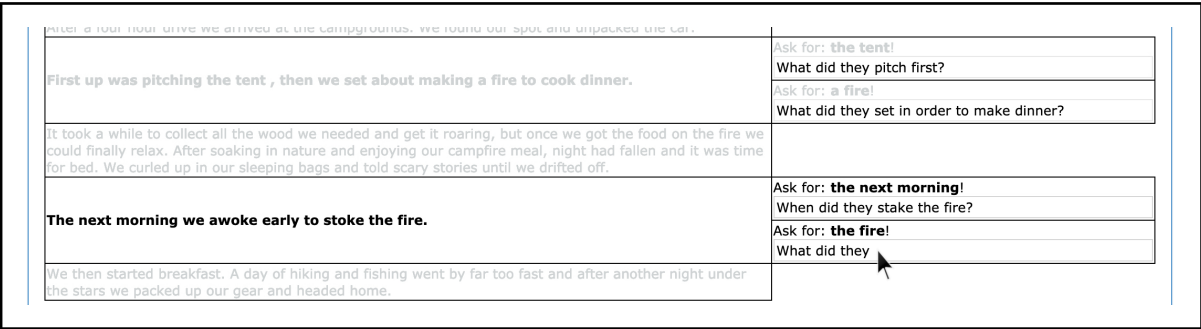 After a four hour drive we arrived at the campgrounds. We found our spot and unpacked the car.
First up was pitching the tent , then we set about making a fire to cook dinner.
Ask for: the tent!
What did they pitch first?
Ask for: a fire!
What did they set in order to make dinner?
It took a while to collect all the wood we needed and get it roaring, but once we got the food on the fire we
could finally relax. After soaking in nature and enjoying our campfire meal, night had fallen and it was time
for bed. We curled up in our sleeping bags and told scary stories until we drifted off.
The next morning we awoke early to stoke the fire.
Ask for: the next morning!
When did they stake the fire?
Ask for: the fire!
What did they
We then started breakfast. A day of hiking and fishing went by far too fast and after another night under
the stars we packed up our gear and headed home.